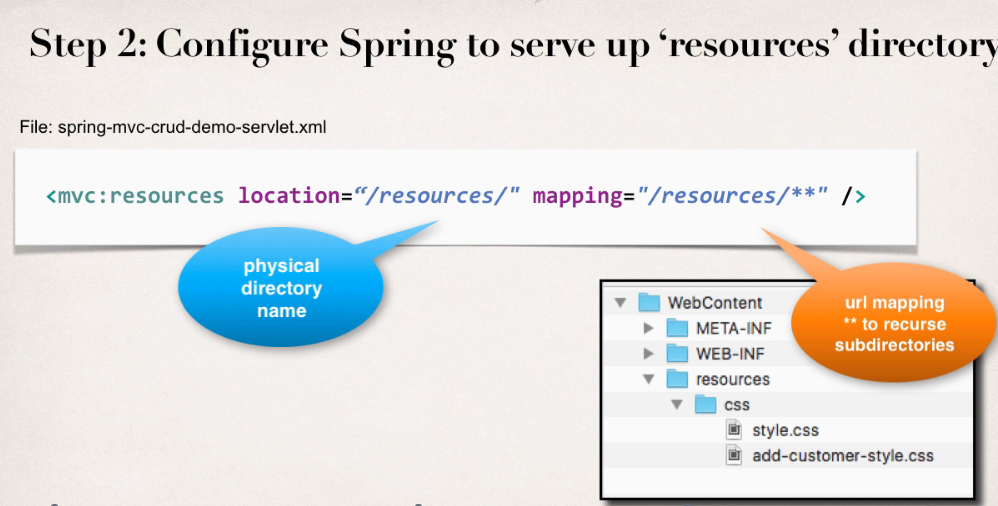 Step 2: Configure Spring to serve up ‘resources’ directory
File: spring-mvc-crud-demo-servlet.xml
<mvc:resources location=“/resources/" mapping="/resources/**" />
physical
directory
name
url mapping
** to recurse
subdirectories
WebContent
META-INF
WEB-INF
resources
css
style.css
add-customer-style.css